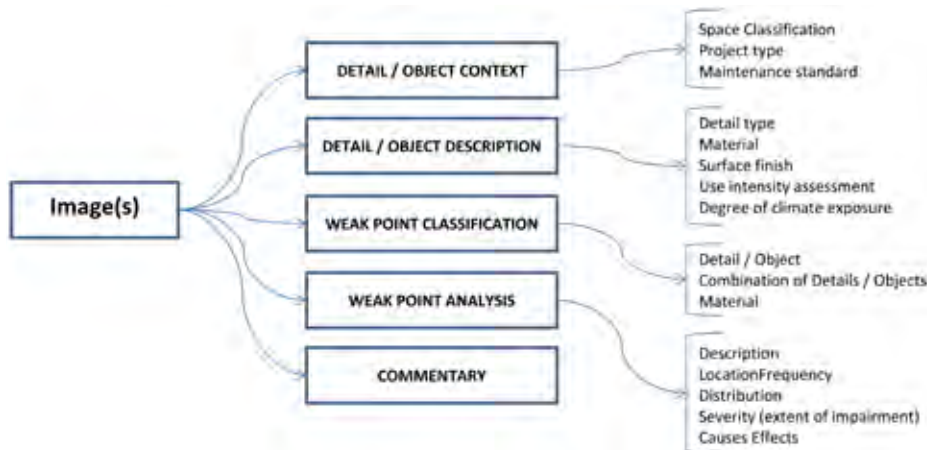 Image(s)
DETAIL / OBJECT CONTEXT
DETAIL / OBJECT DESCRIPTION
WEAK POINT CLASSIFICATION
WEAK POINT ANALYSIS
COMMENTARY
Space Classification
Project type
Maintenance standard
Detail type
Material
Surface finish
Use intensity assessment
Degree of climate exposure
Detail / Object
Combination of Details / Objects
Material
Description
LocationFrequency
Distribution
Severity (extent of impairment)
Causes Effects